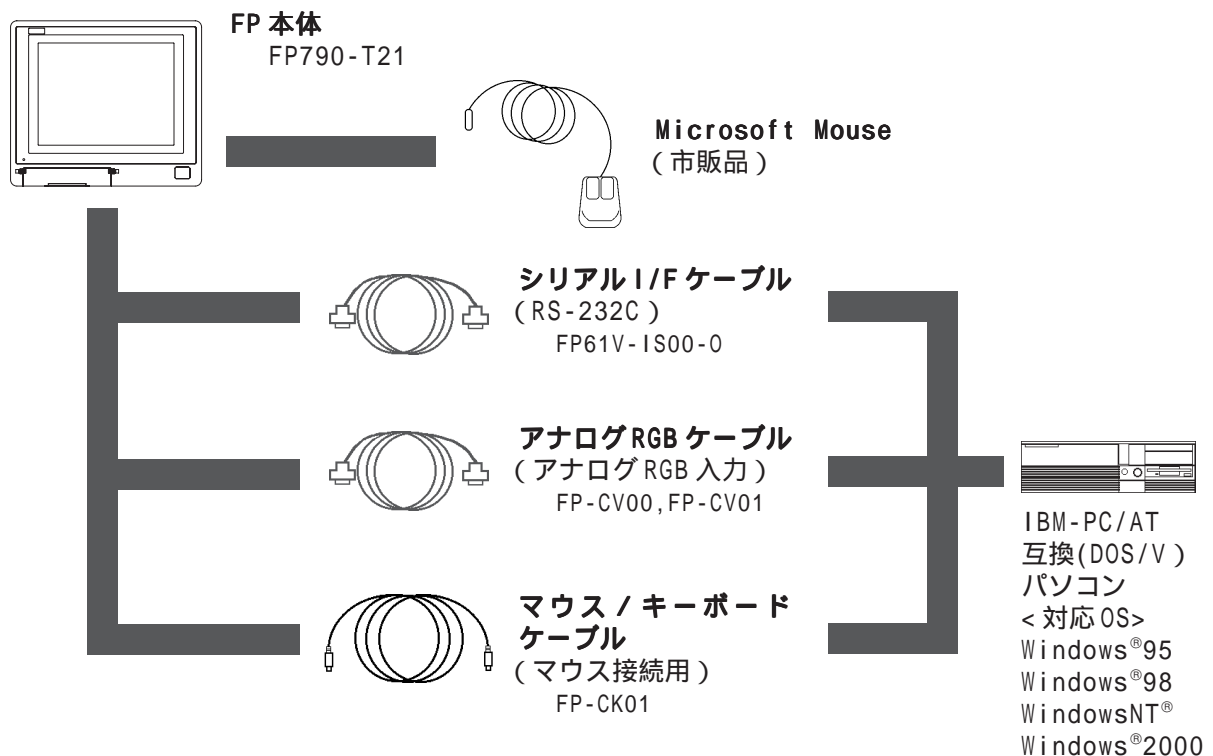 FP 本体
FP790-T21
Microsoft Mouse
(市販品)
シリアル I/F ケーブル
(RS-232C)
FP61V-IS00-O
アナログ RGB ケーブル
(アナログ RGB 入力)
FP-CV00,FP-CV01
マウス / キーボード
ケーブル
(マウス接続用)
FP-CK01
IBM-PC/AT
互換(DOS/V)
パソコン
<対応 OS>
Windows®95
Windows®98
WindowsNT®
Windows®2000